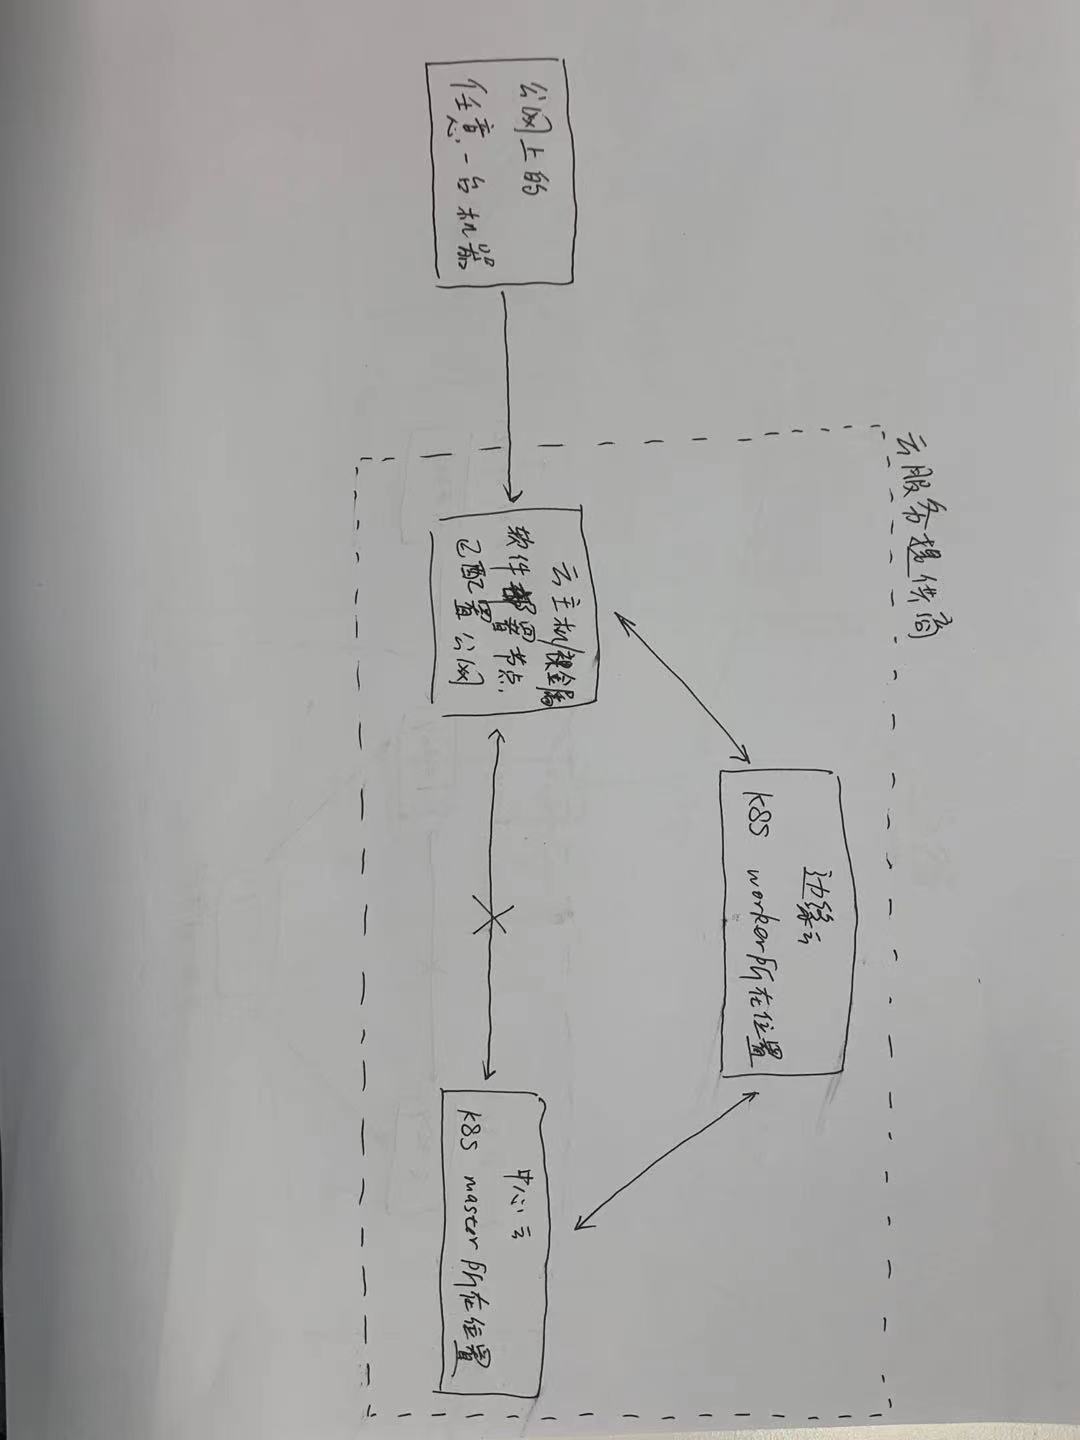 云服务提供商
边缘云
K8S worker所在位置
公网上的
任意一台机器
云主机/裸金属
软件部署节点
已配置公网
中心云
K8S master所在位置